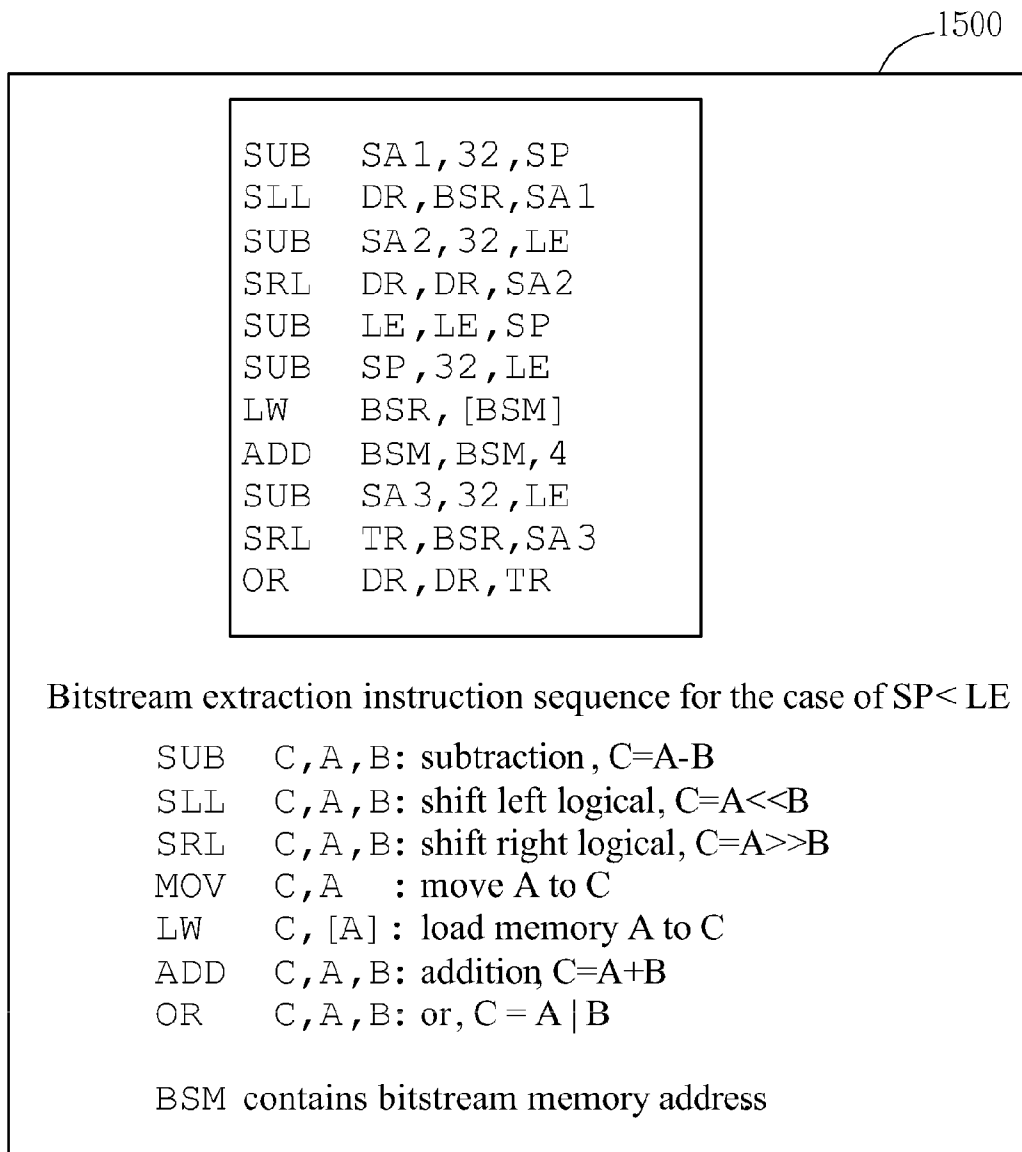 1500
SUB SA1,32,SP
SLL DR,BSR,SA1
SUB SA2,32,LE
SRL DR,DR,SA2
SUB LE,LE,SP
SUB SP,32,LE
LW BSR,[BSM]
ADD BSM,BSM,4
SUB SA3,32,LE
SRL TR,BSR,SA3
OR DR,DR,TR
Bitstream extraction instruction sequence for the case of SP< LE
SUB C,A,B: subtraction, C=A-B
SLL C,A,B: shift left logical, C=A<<B
SRL C,A,B: shift right logical, C=A>>B
MOV C,A : move A to C
LW C,[A]: load memory A to C
ADD C,A,B: addition, C=A+B
OR C,A,B: or, C = A | B
BSM contains bitstream memory address